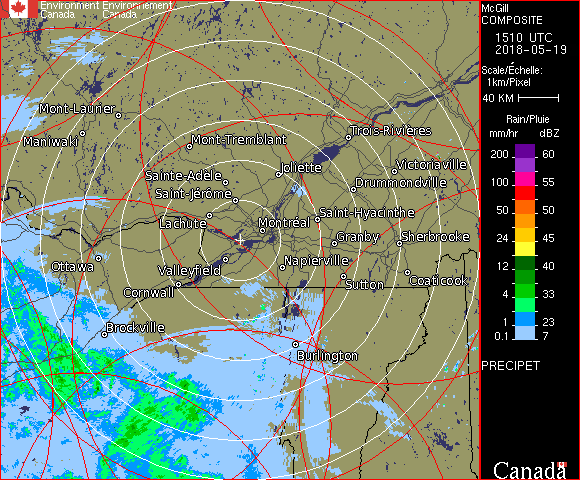 Environment Environnement
Canada Canada
McGill
COMPOSITE
1510 UTC
2018-05-19
Scale/Échelle:
1km/Pixel
40 KM
Rain/Pluie
mm/hr dBZ
200 60
100 55
50 50
24 45
12 40
4 33
1 23
0.1 7
PRECIPET
Canada
Mont-Laurier
Trois-Rivières
Maniwaki
Mont-Tremblant
Joliette
Victoriaville
Sainte-Adèle
Drummondville
Saint-Jérôme
Saint-Hyacinthe
Lachute
Montréal
Granby
Sherbrooke
Ottawa
Valleyfield
Napierville
Cornwall
Sutton
Coaticook
Brockville
Burlington